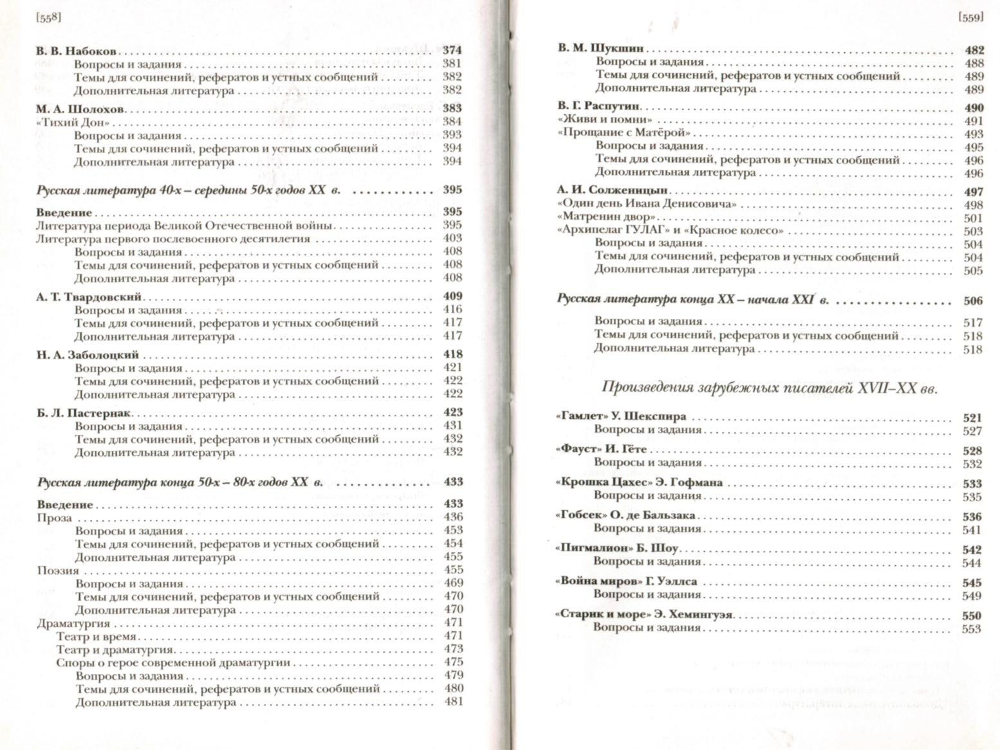 [558]
В. В. Набоков 374
Вопросы и задания 381
Темы для сочинений, рефератов и устных сообщений 382
Дополнительная литература 382
М. А. Шолохов 383
«Тихий Дон» 384
Вопросы и задания 393
Темы для сочинений, рефератов и устных сообщений 394
Дополнительная литература 394
Русская литература 40-х – середины 50-х годов XX в. 395
Введение 395
Литература периода Великой Отечественной войны 395
Литература первого послевоенного десятилетия 403
Вопросы и задания 408
Темы для сочинений, рефератов и устных сообщений 408
Дополнительная литература 408
А. Т. Твардовский 409
Вопросы и задания 416
Темы для сочинений, рефератов и устных сообщений 417
Дополнительная литература 417
Н. А. Заболоцкий 418
Вопросы и задания 421
Темы для сочинений, рефератов и устных сообщений 422
Дополнительная литература 422
Б. Л. Пастернак 423
Вопросы и задания 431
Темы для сочинений, рефератов и устных сообщений 432
Дополнительная литература 432
Русская литература конца 50-х – 80-х годов XX в. 433
Введение 433
Проза 436
Вопросы и задания 453
Темы для сочинений, рефератов и устных сообщений 454
Дополнительная литература 455
Поэзия 455
Вопросы и задания 469
Темы для сочинений, рефератов и устных сообщений 470
Дополнительная литература 470
Драматургия 471
Театр и время 471
Театр и драматургия 473
Споры о герое современной драматургии 475
Вопросы и задания 479
Темы для сочинений, рефератов и устных сообщений 480
Дополнительная литература 481
[559]
В. М. Шукшин 482
Вопросы и задания 488
Темы для сочинений, рефератов и устных сообщений 489
Дополнительная литература 489
В. Г. Распутин 490
«Живи и помни» 491
«Прощание с Матёрой» 493
Вопросы и задания 495
Темы для сочинений, рефератов и устных сообщений 496
Дополнительная литература 496
А. И. Солженицын 497
«Один день Ивана Денисовича» 498
«Матренин двор» 501
«Архипелаг ГУЛАГ» и «Красное колесо» 503
Вопросы и задания 504
Темы для сочинений, рефератов и устных сообщений 504
Дополнительная литература 505
Русская литература конца XX – начала XXI в. 506
Вопросы и задания 517
Темы для сочинений, рефератов и устных сообщений 518
Дополнительная литература 518
Произведения зарубежных писателей XVII–XX вв.
«Гамлет» У. Шекспира 521
Вопросы и задания 527
«Фауст» И. Гёте 528
Вопросы и задания 532
«Крошка Цахес» Э. Гофмана 533
Вопросы и задания 535
«Гобсек» О. де Бальзака 536
Вопросы и задания 541
«Пигмалион» Б. Шоу 542
Вопросы и задания 544
«Война миров» Г. Уэллса 545
Вопросы и задания 549
«Старик и море» Э. Хемингуэя 550
Вопросы и задания 553